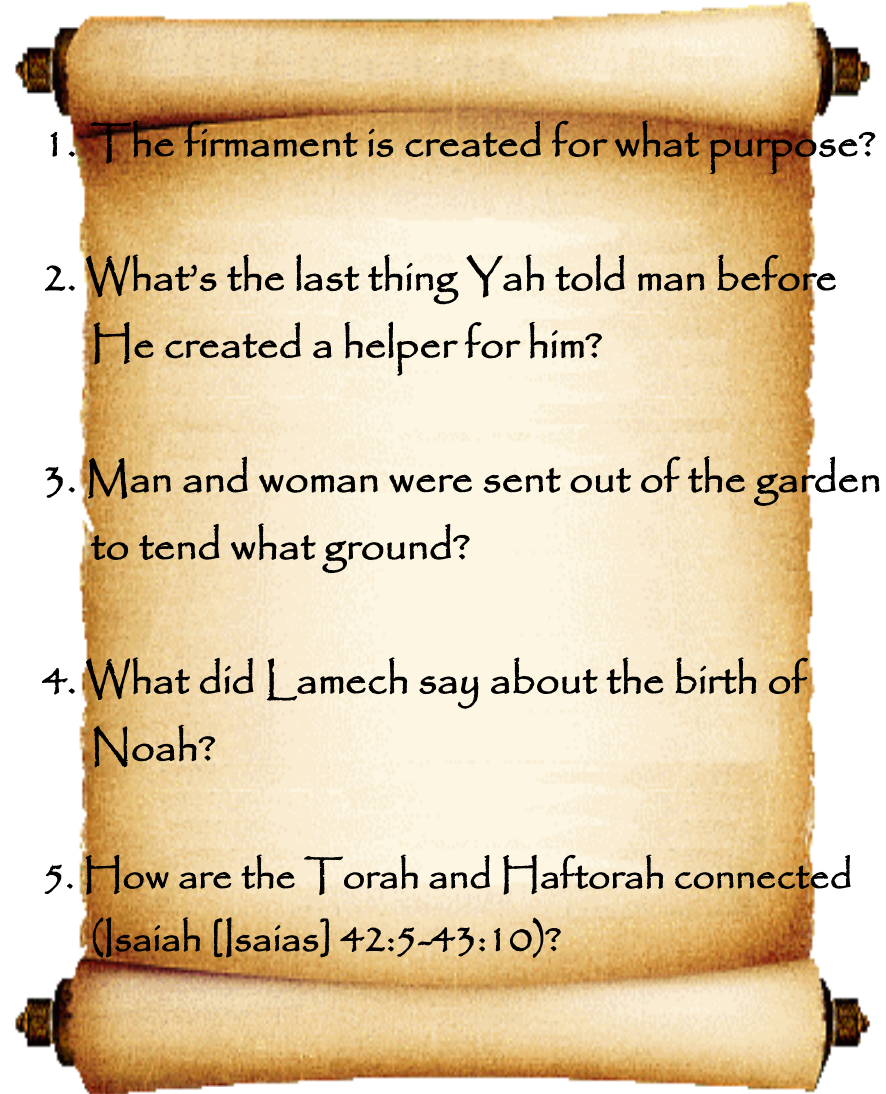 1. The firmament is created for what purpose?
2. What's the last thing Yah told man before
He created a helper for him?
3. Man and woman were sent out of the garden
to tend what ground?
4. What did Lamech say about the birth of
Noah?
5. How are the Torah and Haftorah connected
(Isaiah [Isaias] 42:5-43:10)?